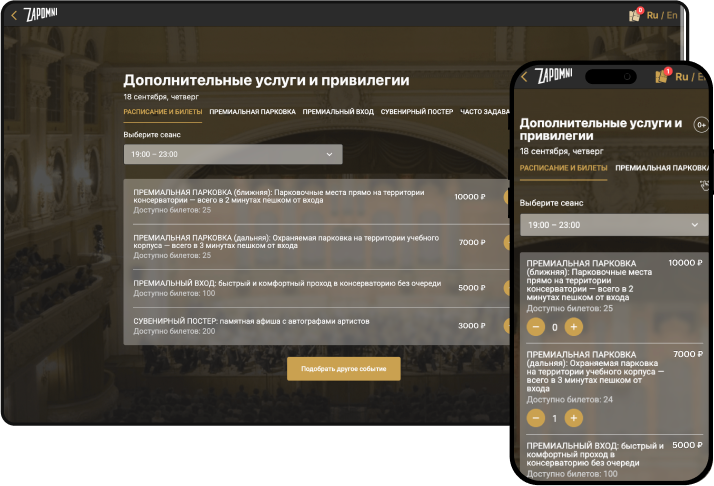 ZAPOMNI
0
Ru / En
Дополнительные услуги и привилегии
18 сентября, четверг
РАСПИСАНИЕ И БИЛЕТЫ ПРЕМИАЛЬНАЯ ПАРКОВКА ПРЕМИАЛЬНЫЙ ВХОД СУВЕНИРНЫЙ ПОСТЕР ЧАСТО ЗАДАВА
Выберите сеанс
19:00 – 23:00
ПРЕМИАЛЬНАЯ ПАРКОВКА (ближняя): Парковочные места прямо на территории
консерватории — всего в 2 минутах пешком от входа
Доступно билетов: 25
10000 ₽
ПРЕМИАЛЬНАЯ ПАРКОВКА (дальняя): Охраняемая парковка на территории учебного
корпуса — всего в 3 минутах пешком от входа
Доступно билетов: 25
7000 ₽
ПРЕМИАЛЬНЫЙ ВХОД: быстрый и комфортный проход в консерваторию без очереди
Доступно билетов: 100
5000 ₽
СУВЕНИРНЫЙ ПОСТЕР: памятная афиша с автографами артистов
Доступно билетов: 200
3000 ₽
Подобрать другое событие
ZAPOMNI
1
Ru / E
Дополнительные услуги и
привилегии
0+
18 сентября, четверг
РАСПИСАНИЕ И БИЛЕТЫ ПРЕМИАЛЬНАЯ ПАРКОВКА
Выберите сеанс
19:00 – 23:00
ПРЕМИАЛЬНАЯ ПАРКОВКА
(ближняя): Парковочные места
прямо на территории
консерватории — всего в 2
минутах пешком от входа
Доступно билетов: 25
10000 ₽
− 0 +
ПРЕМИАЛЬНАЯ ПАРКОВКА
(дальняя): Охраняемая парковка
на территории учебного корпуса —
всего в 3 минутах пешком от
входа
Доступно билетов: 24
7000 ₽
− 1 +
ПРЕМИАЛЬНЫЙ ВХОД: быстрый и
комфортный проход в
консерваторию без очереди
Доступно билетов: 100
5000 ₽